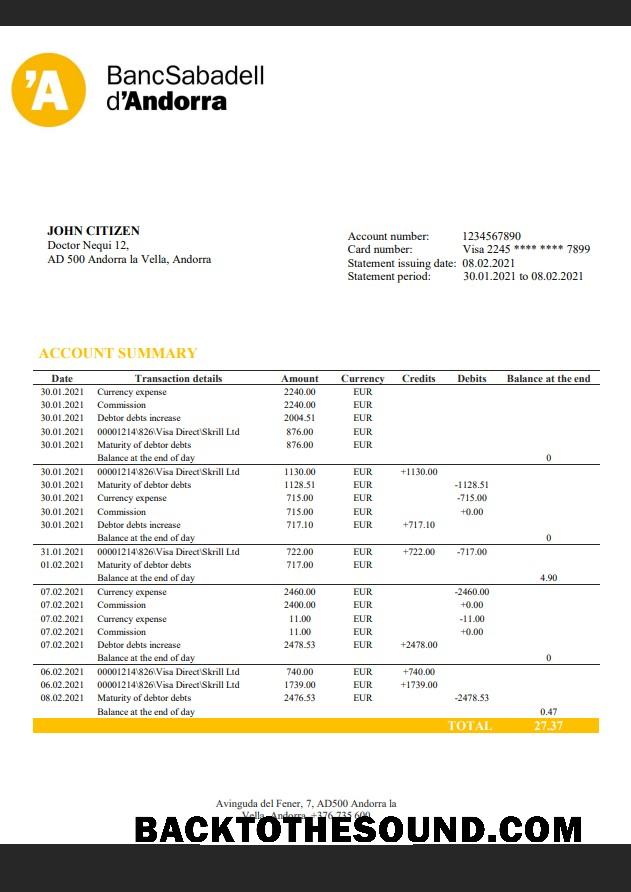 'A
BancSabadell
d'Andorra
JOHN CITIZEN
Doctor Nequi 12,
AD 500 Andorra la Vella, Andorra
Account number: 1234567890
Card number: Visa 2245 **** **** 7899
Statement issuing date: 08.02.2021
Statement period: 30.01.2021 to 08.02.2021
ACCOUNT SUMMARY
Date Transaction details Amount Currency Credits Debits Balance at the end
30.01.2021 Currency expense 2240.00 EUR
30.01.2021 Commission 2240.00 EUR
30.01.2021 Debtor debts increase 2004.51 EUR
30.01.2021 00001214\826\Visa Direct\Skrill Ltd 876.00 EUR
30.01.2021 Maturity of debtor debts 876.00 EUR
Balance at the end of day 0
30.01.2021 00001214\826\Visa Direct\Skrill Ltd 1130.00 EUR +1130.00
30.01.2021 Maturity of debtor debts 1128.51 EUR -1128.51
30.01.2021 Currency expense 715.00 EUR -715.00
30.01.2021 Commission 715.00 EUR +0.00
30.01.2021 Debtor debts increase 717.10 EUR +717.10
Balance at the end of day 0
31.01.2021 00001214\826\Visa Direct\Skrill Ltd 722.00 EUR +722.00 -717.00
01.02.2021 Maturity of debtor debts 717.00 EUR
Balance at the end of day 4.90
07.02.2021 Currency expense 2460.00 EUR -2460.00
07.02.2021 Commission 2400.00 EUR +0.00
07.02.2021 Currency expense 11.00 EUR -11.00
07.02.2021 Commission 11.00 EUR +0.00
07.02.2021 Debtor debts increase 2478.53 EUR +2478.00
Balance at the end of day 0
06.02.2021 00001214\826\Visa Direct\Skrill Ltd 740.00 EUR +740.00
06.02.2021 00001214\826\Visa Direct\Skrill Ltd 1739.00 EUR +1739.00
08.02.2021 Maturity of debtor debts 2476.53 EUR -2478.53
Balance at the end of day 0.47
TOTAL 27.37
Avinguda del Fener, 7, AD500 Andorra la
Vella, Andorra, +376 735 600
BACKTOTHESOUND.COM